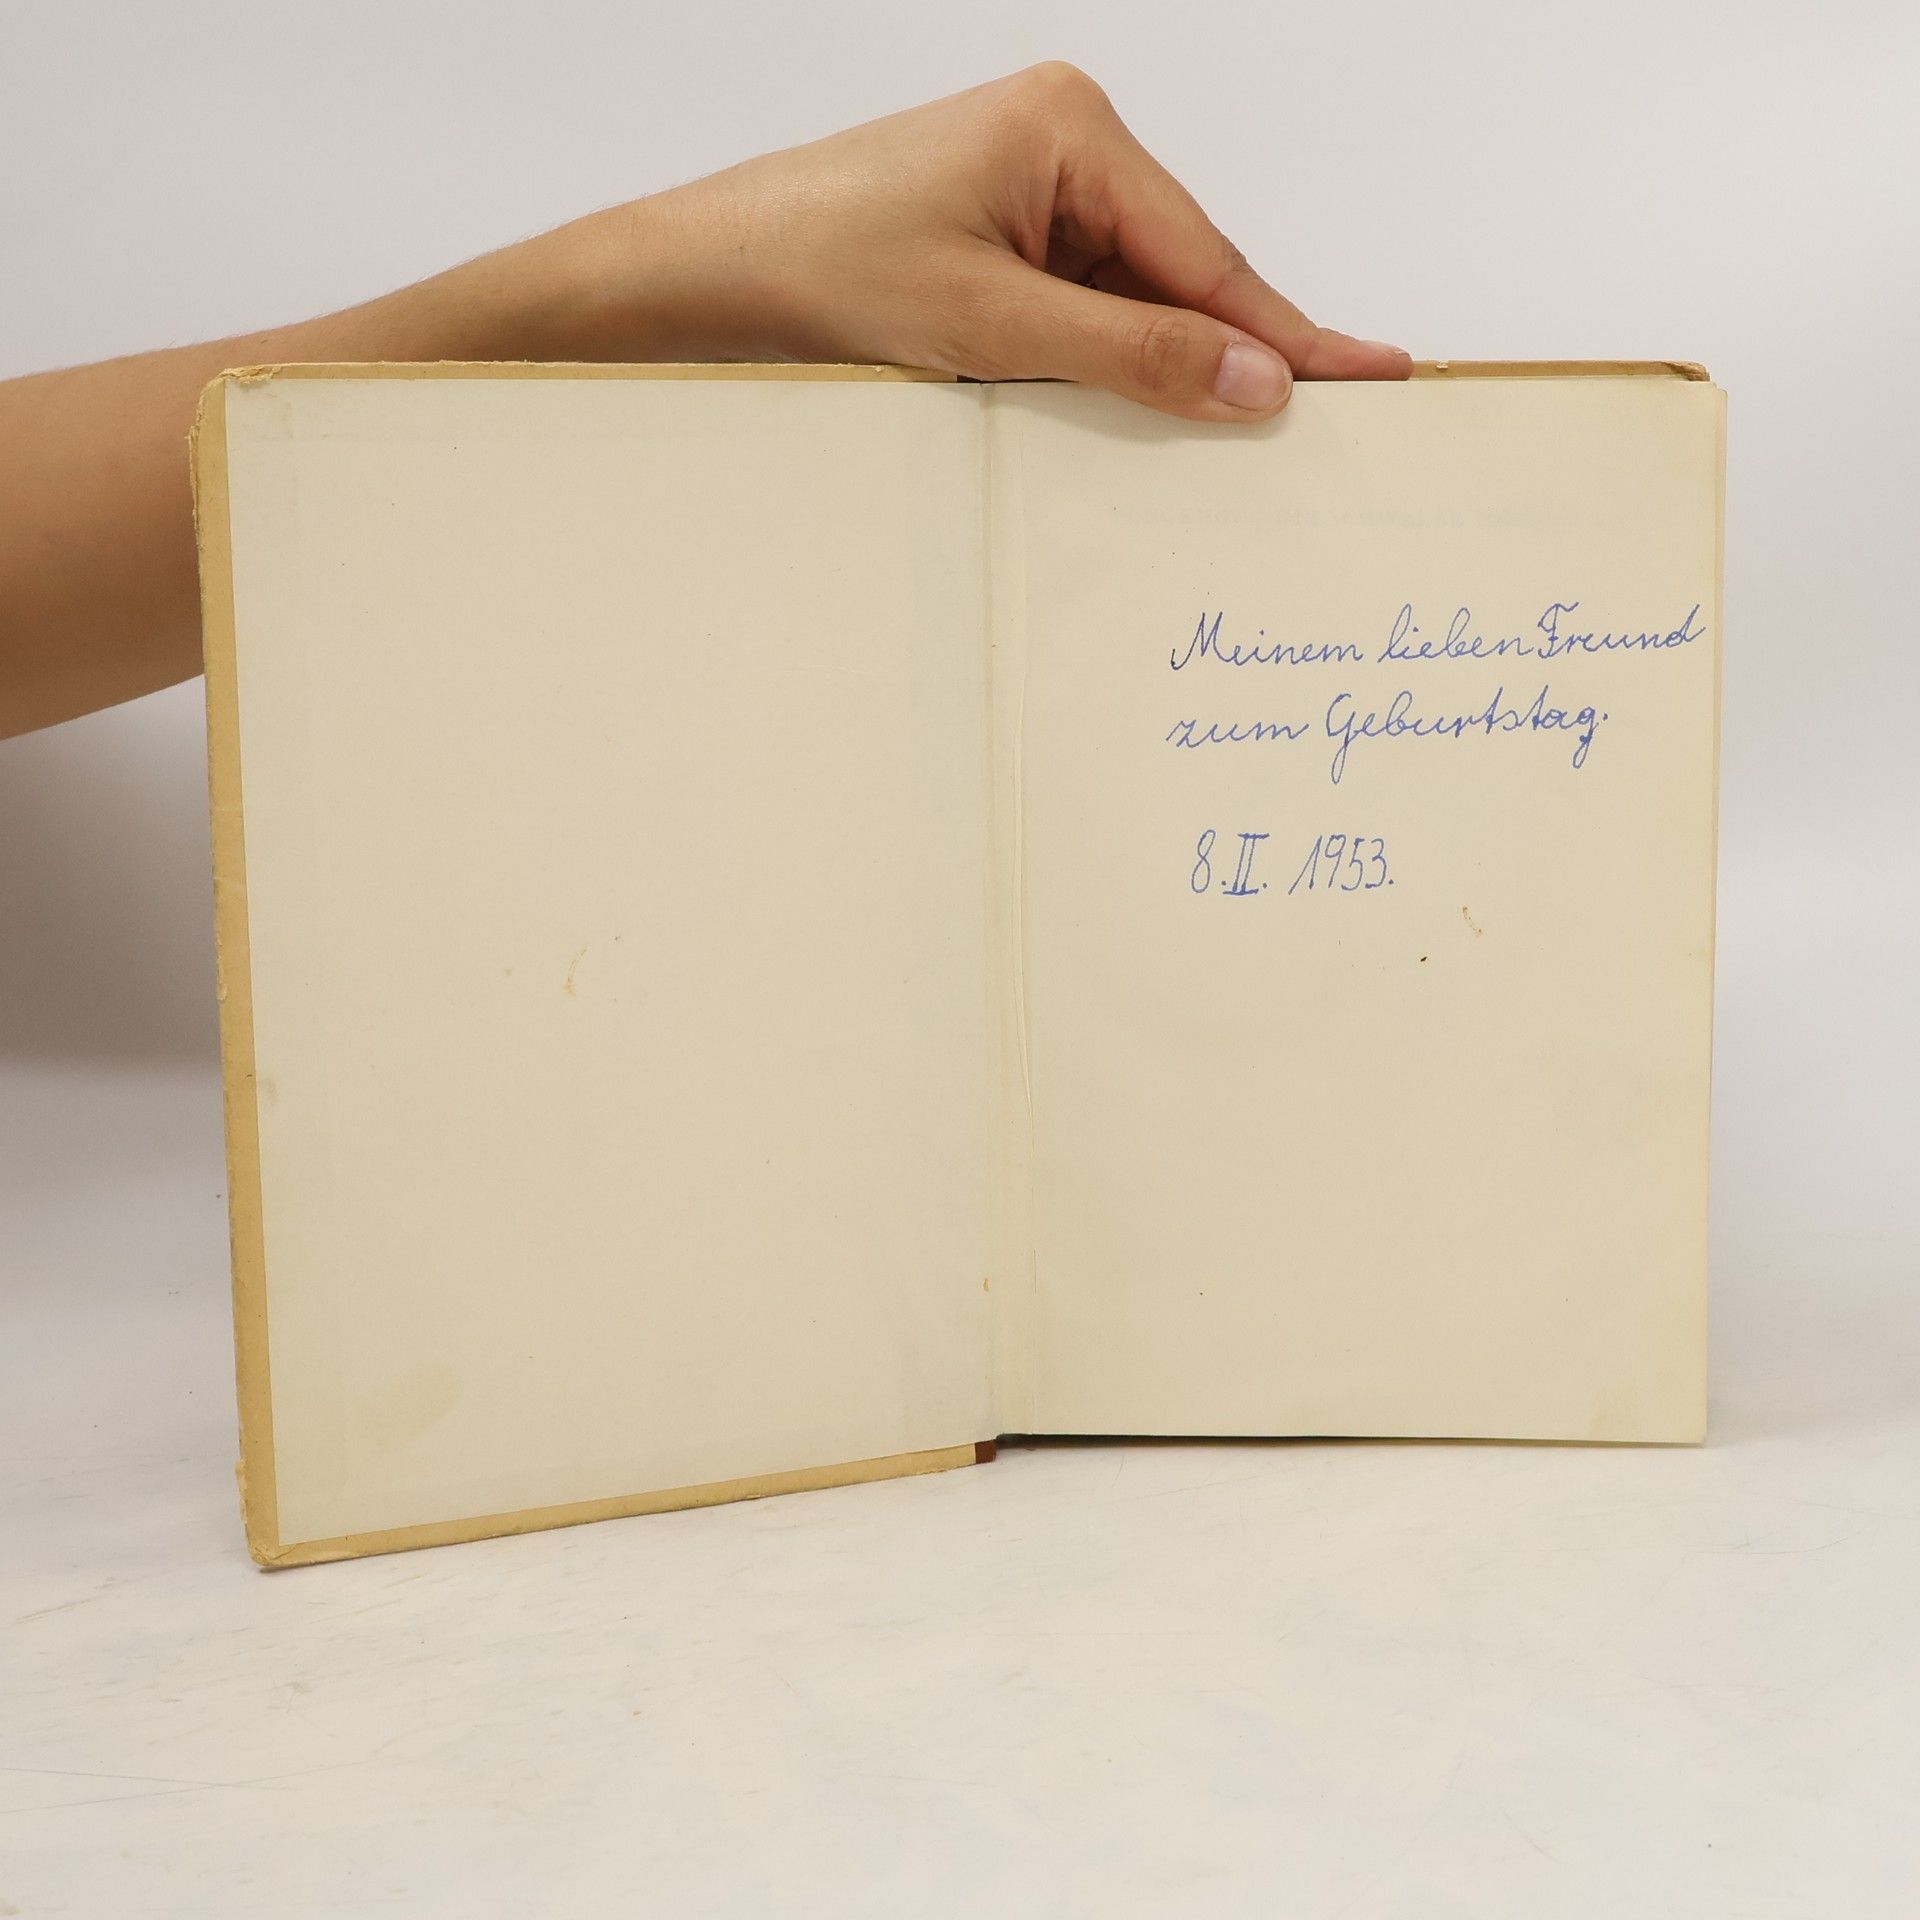 Meinem lieben Freund
zum Geburtstag.
8. II. 1953.